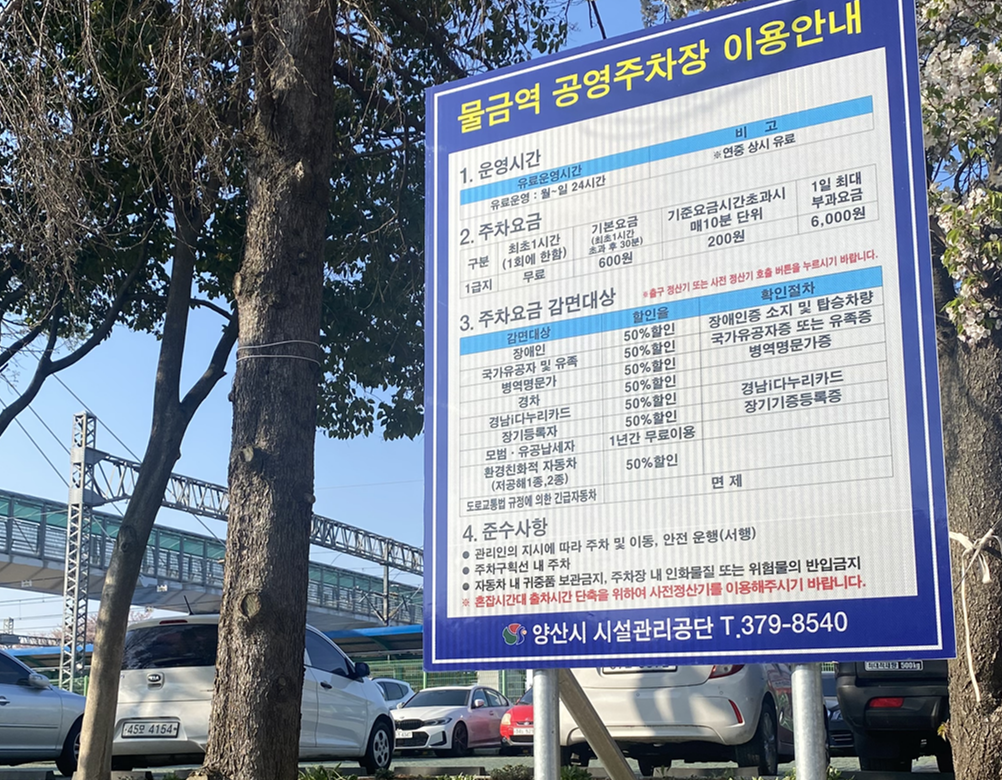 물금역 공영주차장 이용안내
1. 운영시간
유료운영시간 비 고
유료운영 : 월~일 24시간 ※연중 상시 유료
2. 주차요금
구분 최초1시간 (1회에 한함) 기본요금 (최초1시간 초과 후 30분) 기준요금시간초과시 매10분 단위 1일 최대 부과요금
1급지 무료 600원 200원 6,000원
※출구 정산기 또는 사전 정산기 호출 버튼을 누르시기 바랍니다.
3. 주차요금 감면대상
감면대상 할인율 확인절차
장애인 50%할인 장애인증 소지 및 탑승차량
국가유공자 및 유족 50%할인 국가유공자증 또는 유족증
병역명문가 50%할인 병역명문가증
경차 50%할인
경남i다누리카드 50%할인 경남i다누리카드
장기등록자 50%할인 장기기증등록증
모범 · 유공납세자 1년간 무료이용
환경친화적 자동차 (저공해1종,2종) 50%할인
도로교통법 규정에 의한 긴급자동차 면 제
4. 준수사항
● 관리인의 지시에 따라 주차 및 이동, 안전 운행(서행)
● 주차구획선 내 주차
● 자동차 내 귀중품 보관금지, 주차장 내 인화물질 또는 위험물의 반입금지
※ 혼잡시간대 출차시간 단축을 위하여 사전정산기를 이용해주시기 바랍니다.
양산시 시설관리공단 T.379-8540
최대적재량 500kg
KIA
45모 4164